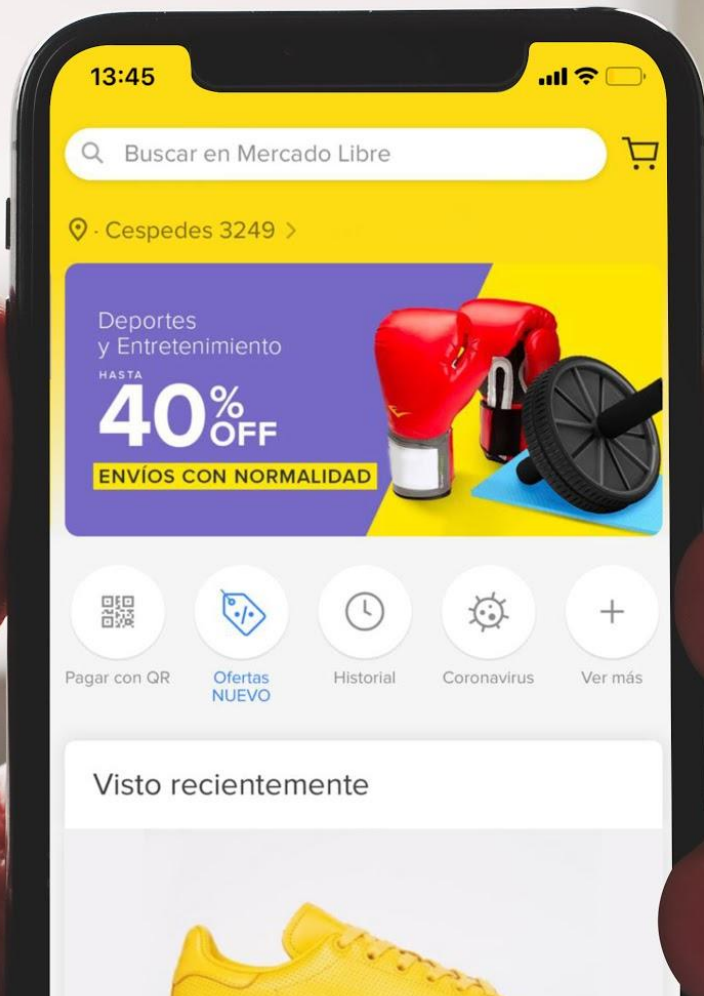 13:45
Buscar en Mercado Libre
· Cespedes 3249 >
Deportes
y Entretenimiento
HASTA
40% OFF
ENVÍOS CON NORMALIDAD
Pagar con QR
Ofertas
NUEVO
Historial
Coronavirus
Ver más
Visto recientemente